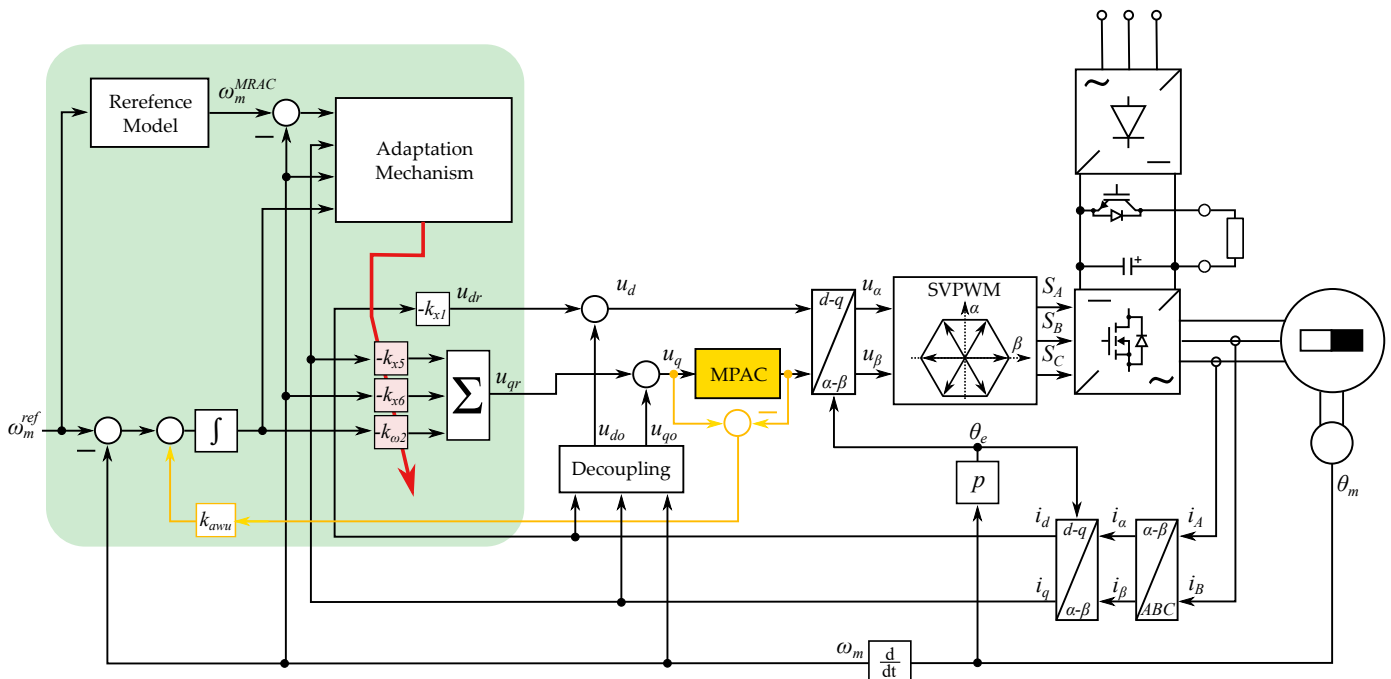 Rerefence
Model
ω_m^MRAC
Adaptation
Mechanism
-k_x1
u_dr
u_d
d-q
α-β
u_α
u_β
SVPWM
α
β
S_A
S_B
S_C
+
-k_x5
-k_x6
-k_ω2
Σ
u_qr
u_q
MPAC
ω_m^ref
∫
k_awu
u_do
u_qo
Decoupling
θ_e
p
θ_m
i_d
i_q
d-q
α-β
i_α
i_β
α-β
ABC
i_A
i_B
ω_m
d
dt